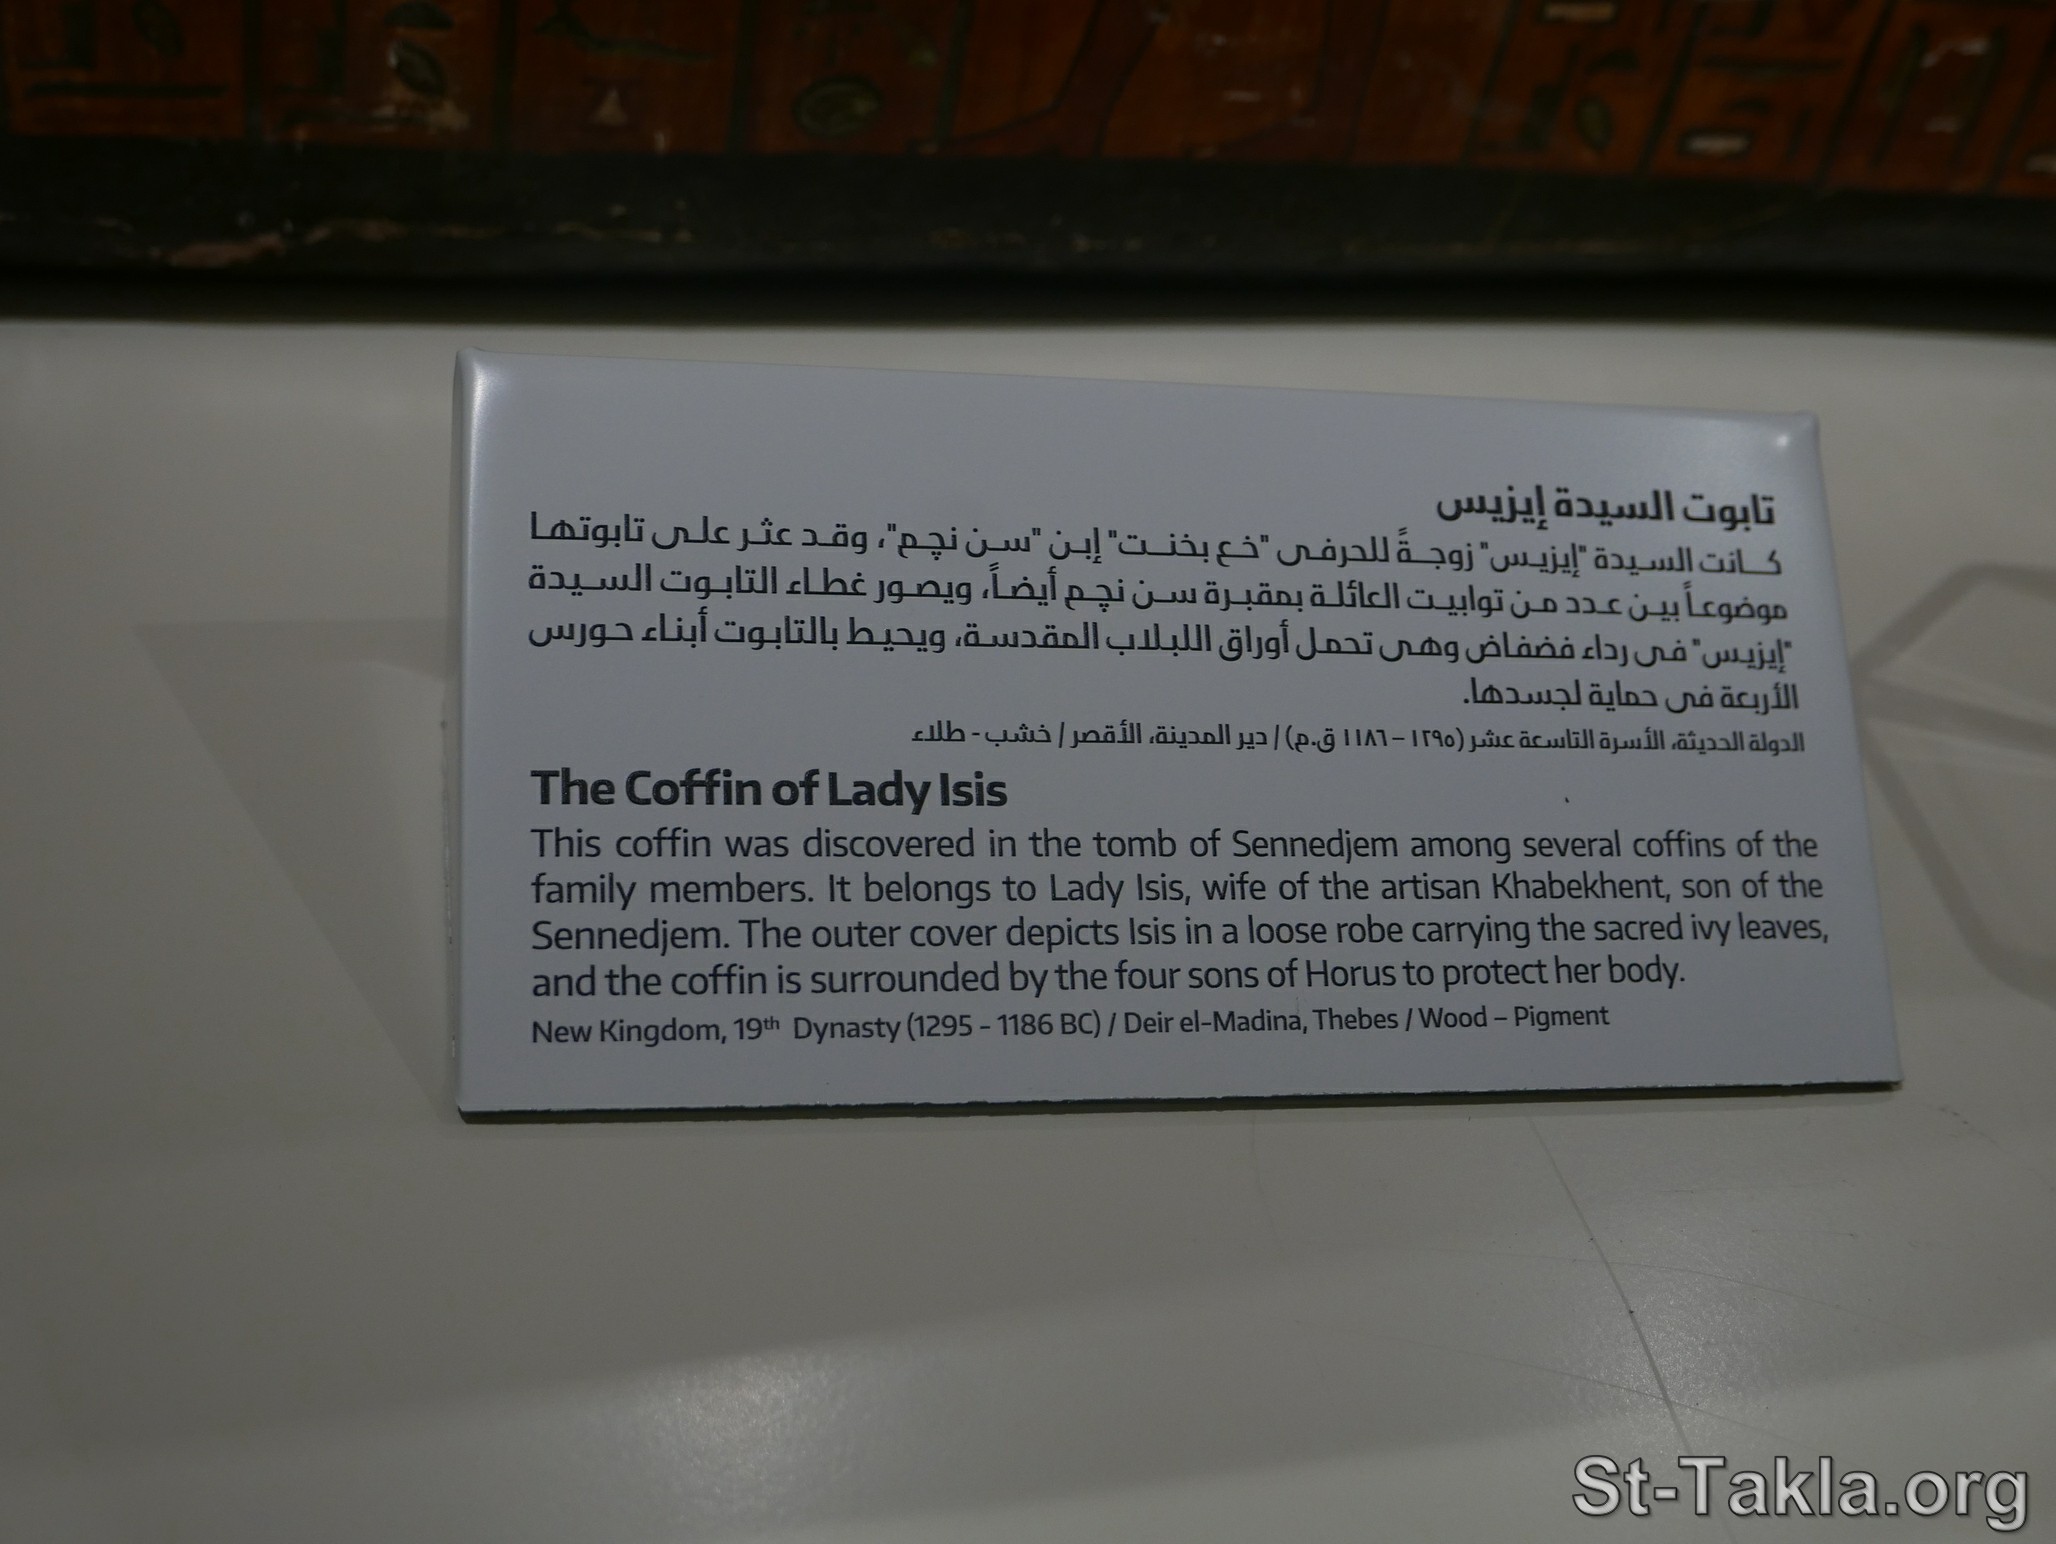 تابوت السيدة إيزيس
كانت السيدة "إيزيس" زوجةً للحرفى "خع بخنت" إبن "سن نچم"، وقد عثر على تابوتها
موضوعاً بين عدد من توابيت العائلة بمقبرة سن نچم أيضاً، ويصور غطاء التابوت السيدة
"إيزيس" فى رداء فضفاض وهى تحمل أوراق اللبلاب المقدسة، ويحيط بالتابوت أبناء حورس
الأربعة فى حماية لجسدها.
الدولة الحديثة، الأسرة التاسعة عشر (١٢٩٥ – ١١٨٦ ق.م) / دير المدينة، الأقصر / خشب - طلاء
The Coffin of Lady Isis
This coffin was discovered in the tomb of Sennedjem among several coffins of the
family members. It belongs to Lady Isis, wife of the artisan Khabekhent, son of the
Sennedjem. The outer cover depicts Isis in a loose robe carrying the sacred ivy leaves,
and the coffin is surrounded by the four sons of Horus to protect her body.
New Kingdom, 19th Dynasty (1295 - 1186 BC) / Deir el-Madina, Thebes / Wood – Pigment
St-Takla.org